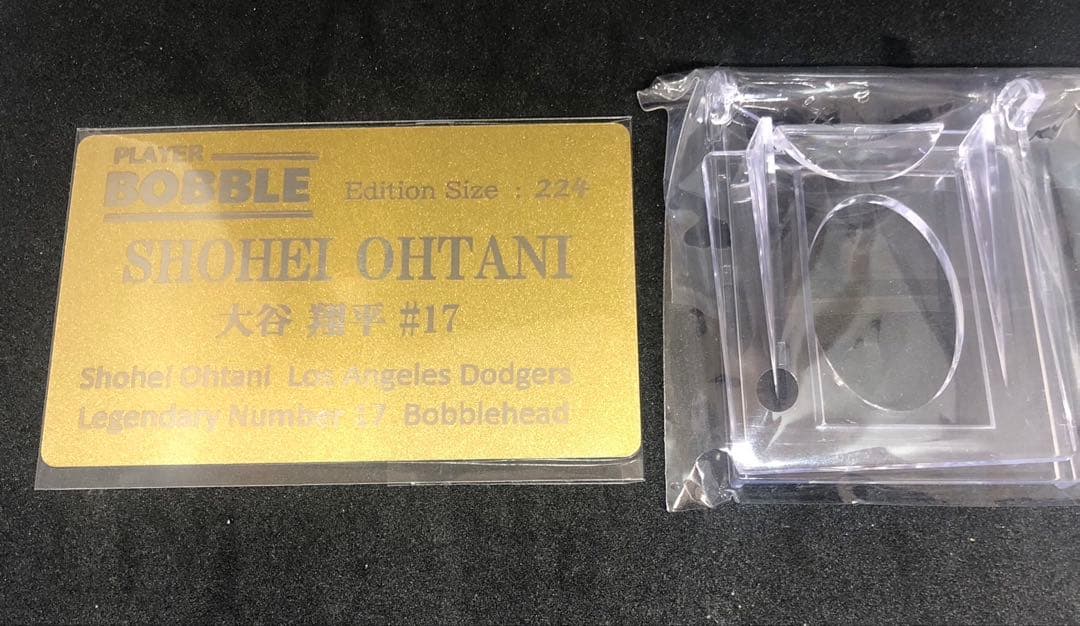 PLAYER
BOBBLE
Edition Size : 224
SHOHEI OHTANI
大谷 翔平 #17
Shohei Ohtani Los Angeles Dodgers
Legendary Number 17 Bobblehead